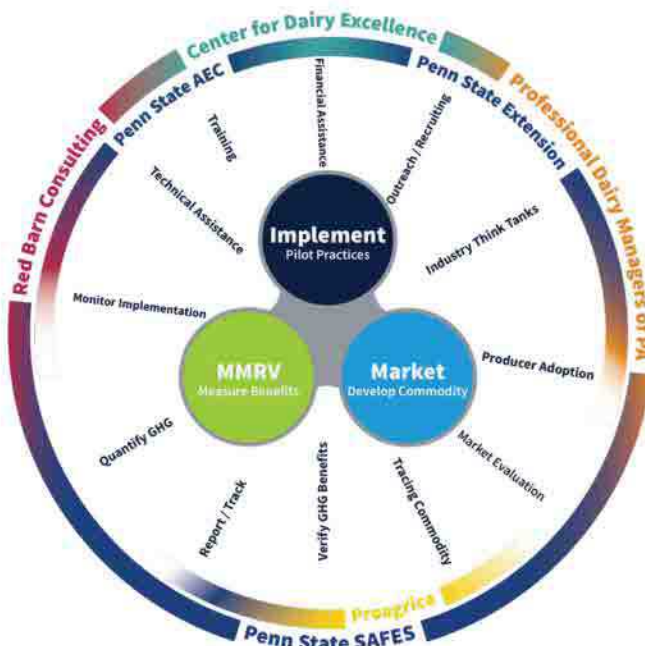 Center for Dairy Excellence
Penn State AEC
Penn State Extension
Red Barn Consulting
Professional Dairy Managers of PA
Financial Assistance
Training
Outreach / Recruiting
Technical Assistance
Industry Think Tanks
Implement
Pilot Practices
Monitor Implementation
MMRV
Measure Benefits
Market
Develop Commodity
Producer Adoption
Quantify GHG
Market Evaluation
Report / Track
Verify GHG Benefits
Tracing Commodity
Proagrica
Penn State SAFES